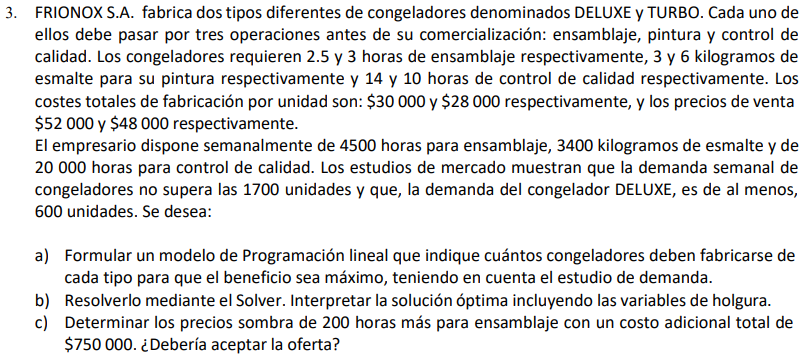 3. FRIONOX S.A. fabrica dos tipos diferentes de congeladores denominados DELUXE y TURBO. Cada uno de
ellos debe pasar por tres operaciones antes de su comercialización: ensamblaje, pintura y control de
calidad. Los congeladores requieren 2.5 y 3 horas de ensamblaje respectivamente, 3 y 6 kilogramos de
esmalte para su pintura respectivamente y 14 y 10 horas de control de calidad respectivamente. Los
costes totales de fabricación por unidad son: $30 000 y $28 000 respectivamente, y los precios de venta
$52 000 y $48 000 respectivamente.
El empresario dispone semanalmente de 4500 horas para ensamblaje, 3400 kilogramos de esmalte y de
20 000 horas para control de calidad. Los estudios de mercado muestran que la demanda semanal de
congeladores no supera las 1700 unidades y que, la demanda del congelador DELUXE, es de al menos,
600 unidades. Se desea:
a) Formular un modelo de Programación lineal que indique cuántos congeladores deben fabricarse de
cada tipo para que el beneficio sea máximo, teniendo en cuenta el estudio de demanda.
b) Resolverlo mediante el Solver. Interpretar la solución óptima incluyendo las variables de holgura.
c) Determinar los precios sombra de 200 horas más para ensamblaje con un costo adicional total de
$750 000. ¿Debería aceptar la oferta?